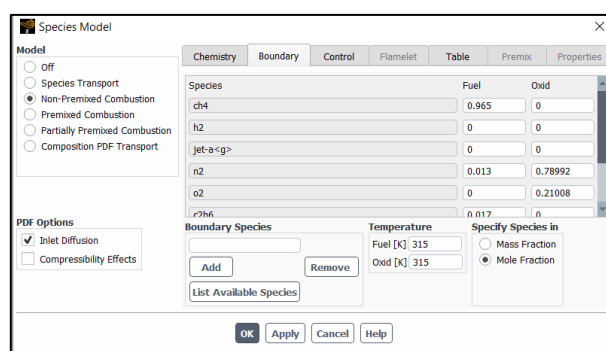 Species Model
Model
Off
Species Transport
Non-Premixed Combustion
Premixed Combustion
Partially Premixed Combustion
Composition PDF Transport
PDF Options
Inlet Diffusion
Compressibility Effects
Chemistry Boundary Control Flamelet Table Premix Properties
Species Fuel Oxid
ch4 0.965 0
h2 0 0
jet-a<g> 0 0
n2 0.013 0.78992
o2 0 0.21008
c2h6 0.017 0
Boundary Species
Add Remove
List Available Species
Temperature
Fuel [K] 315
Oxid [K] 315
Specify Species in
Mass Fraction
Mole Fraction
OK Apply Cancel Help